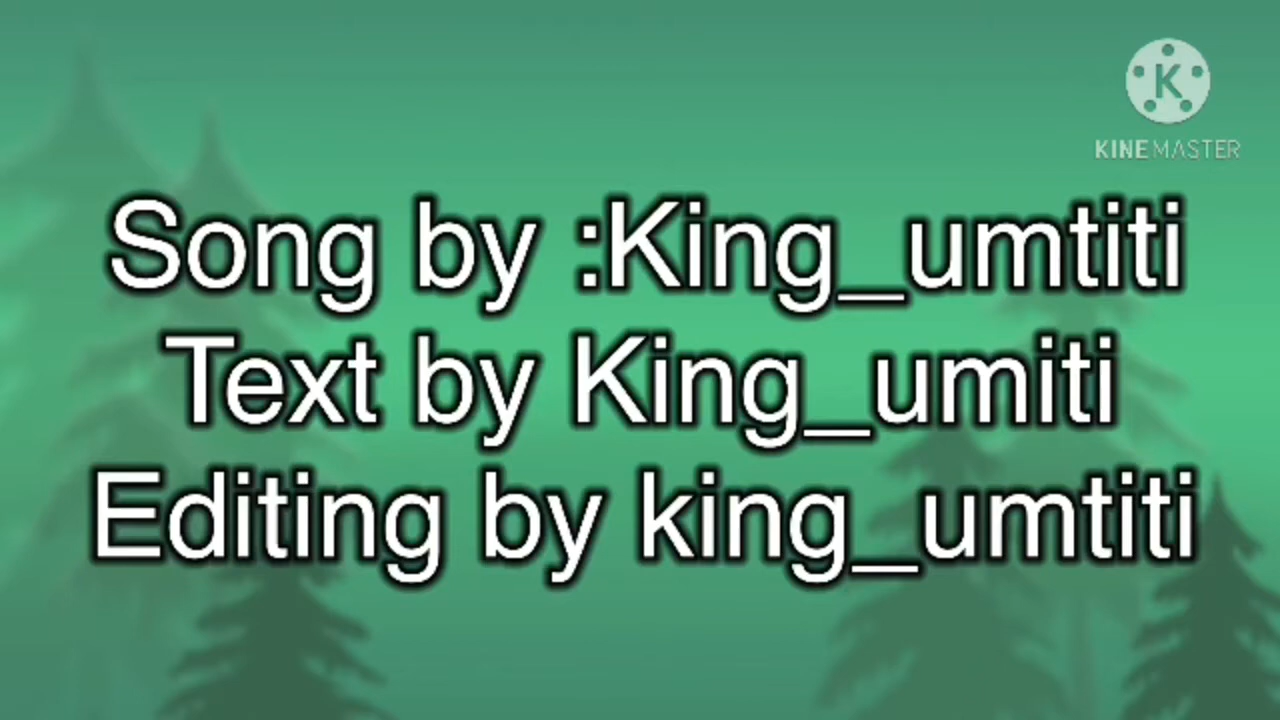 K
KINEMASTER
Song by :King_umtiti
Text by King_umiti
Editing by king_umtiti